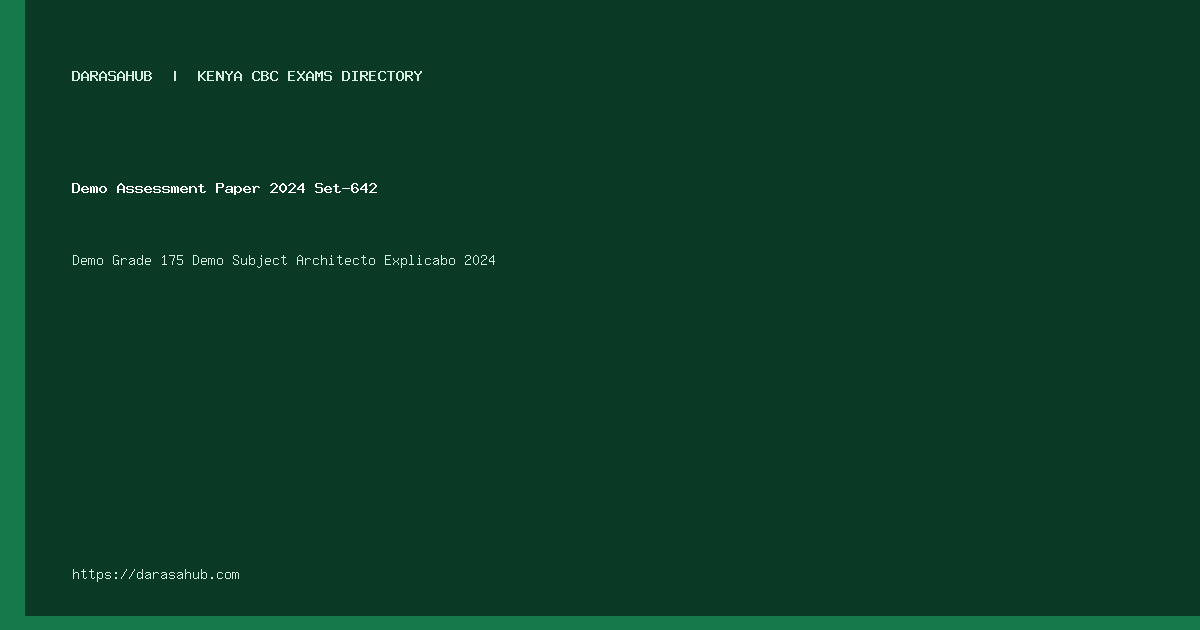 DARASAHUB | KENYA CBC EXAMS DIRECTORY
Demo Assessment Paper 2024 Set-642
Demo Grade 175 Demo Subject Architecto Explicabo 2024
https://darasahub.com